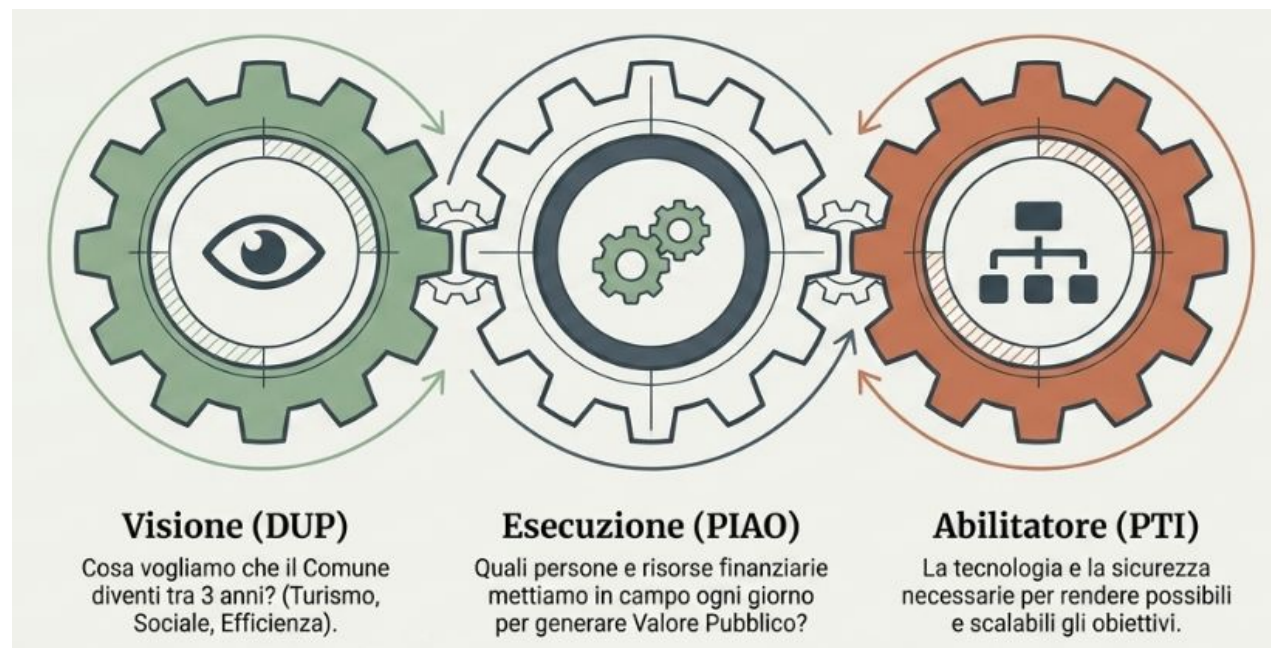 Visione (DUP)
Cosa vogliamo che il Comune
diventi tra 3 anni? (Turismo,
Sociale, Efficienza).
Esecuzione (PIAO)
Quali persone e risorse finanziarie
mettiamo in campo ogni giorno
per generare Valore Pubblico?
Abilitatore (PTI)
La tecnologia e la sicurezza
necessarie per rendere possibili
e scalabili gli obiettivi.